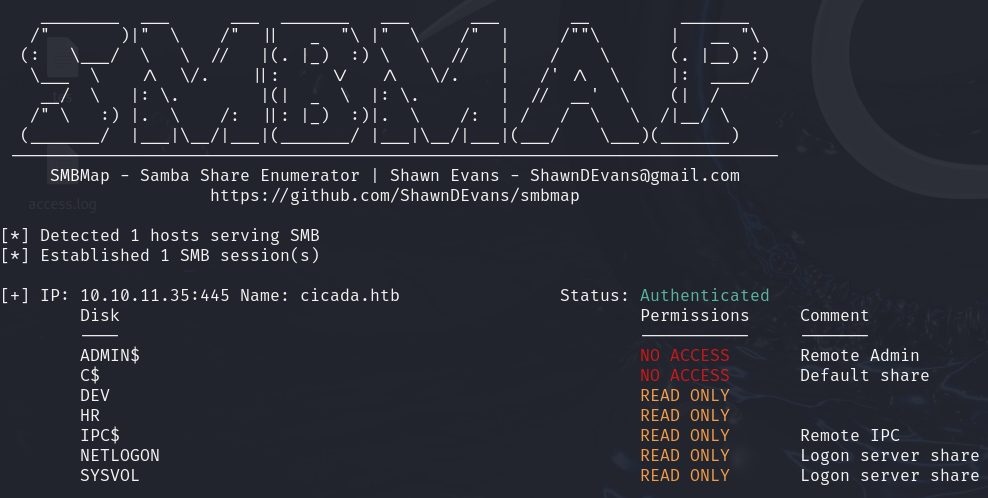 SMBMap - Samba Share Enumerator | Shawn Evans - ShawnDEvans@gmail.com
https://github.com/ShawnDEvans/smbmap
access.log
[*] Detected 1 hosts serving SMB
[*] Established 1 SMB session(s)
[+] IP: 10.10.11.35:445 Name: cicada.htb Status: Authenticated
Disk Permissions Comment
---- ----------- -------
ADMIN$ NO ACCESS Remote Admin
C$ NO ACCESS Default share
DEV READ ONLY
HR READ ONLY
IPC$ READ ONLY Remote IPC
NETLOGON READ ONLY Logon server share
SYSVOL READ ONLY Logon server share